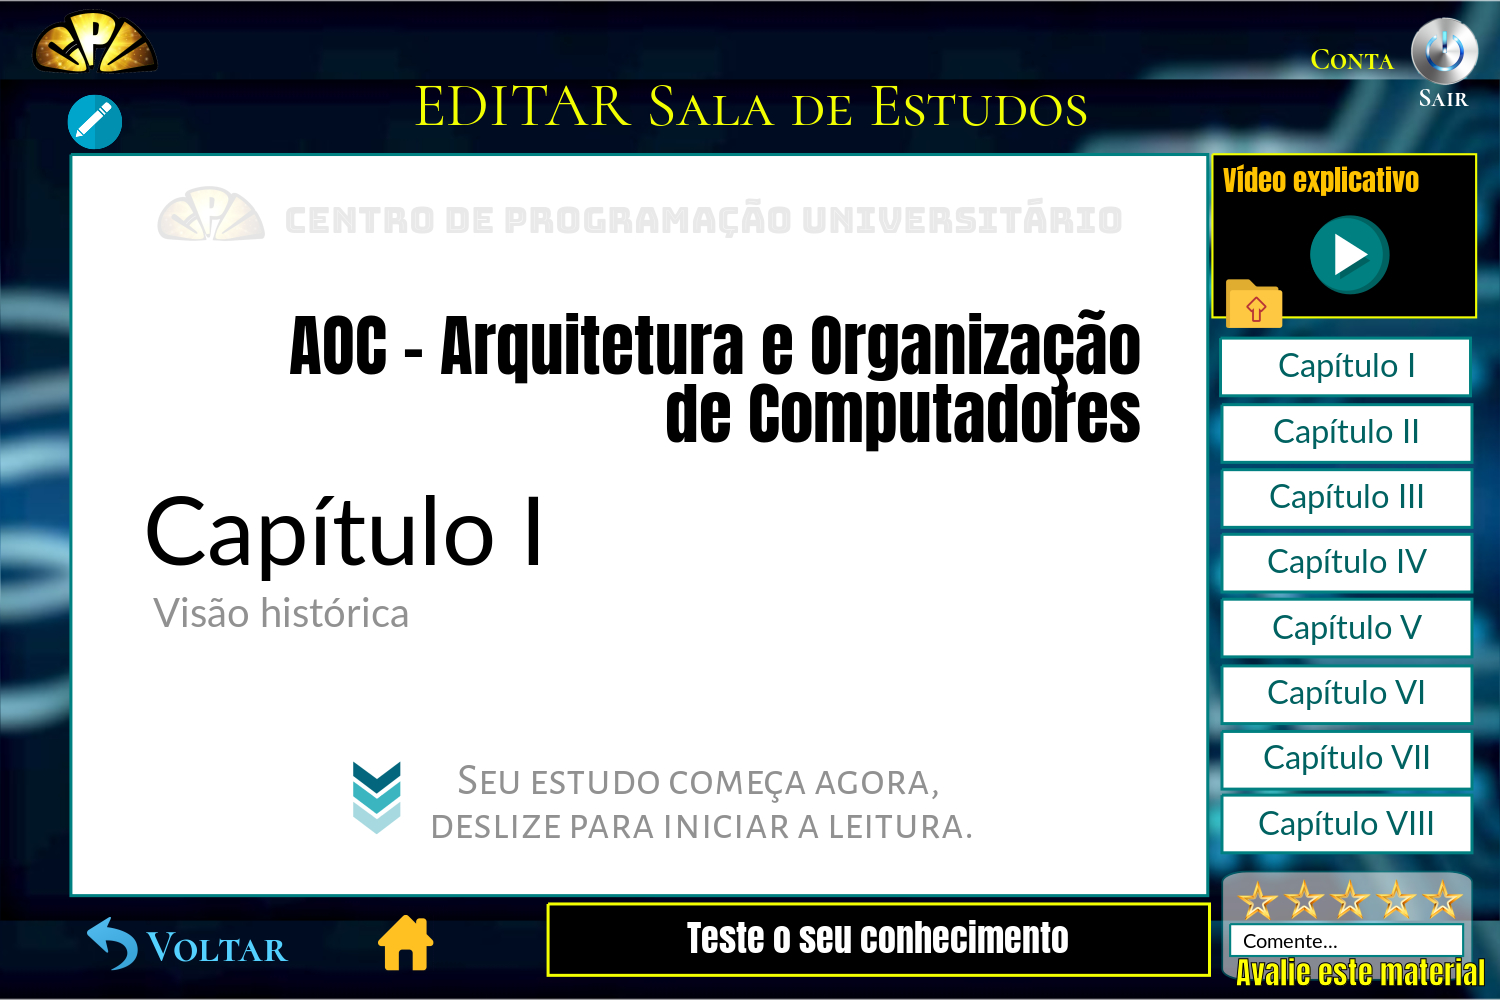 CPU
Conta
Sair
EDITAR Sala de Estudos
CPU
CENTRO DE PROGRAMAÇÃO UNIVERSITÁRIO
AOC - Arquitetura e Organização
de Computadores
Capítulo I
Visão histórica
Seu estudo começa agora,
deslize para iniciar a leitura.
Vídeo explicativo
Capítulo I
Capítulo II
Capítulo III
Capítulo IV
Capítulo V
Capítulo VI
Capítulo VII
Capítulo VIII
Voltar
Teste o seu conhecimento
Comente...
Avalie este material